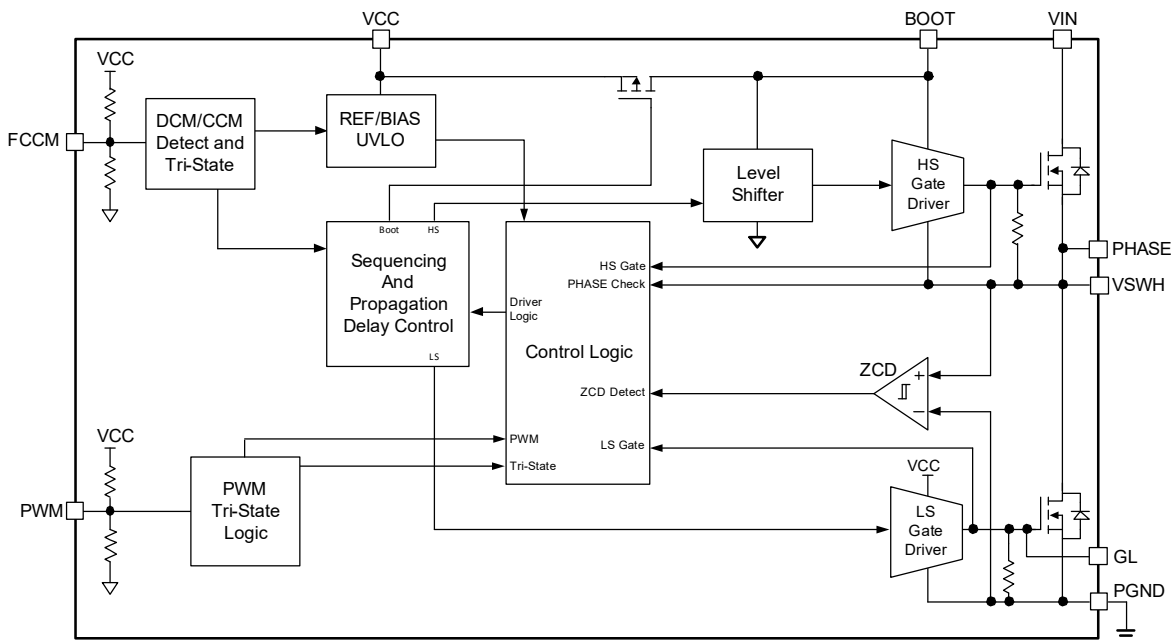 VCC
BOOT
VIN
VCC
FCCM
DCM/CCM
Detect and
Tri-State
REF/BIAS
UVLO
Level
Shifter
HS
Gate
Driver
Boot
HS
Sequencing
And
Propagation
Delay Control
LS
HS Gate
PHASE Check
Driver
Logic
Control Logic
ZCD Detect
LS Gate
PWM
Tri-State
PHASE
VSWH
ZCD
+
−
VCC
PWM
PWM
Tri-State
Logic
VCC
LS
Gate
Driver
GL
PGND